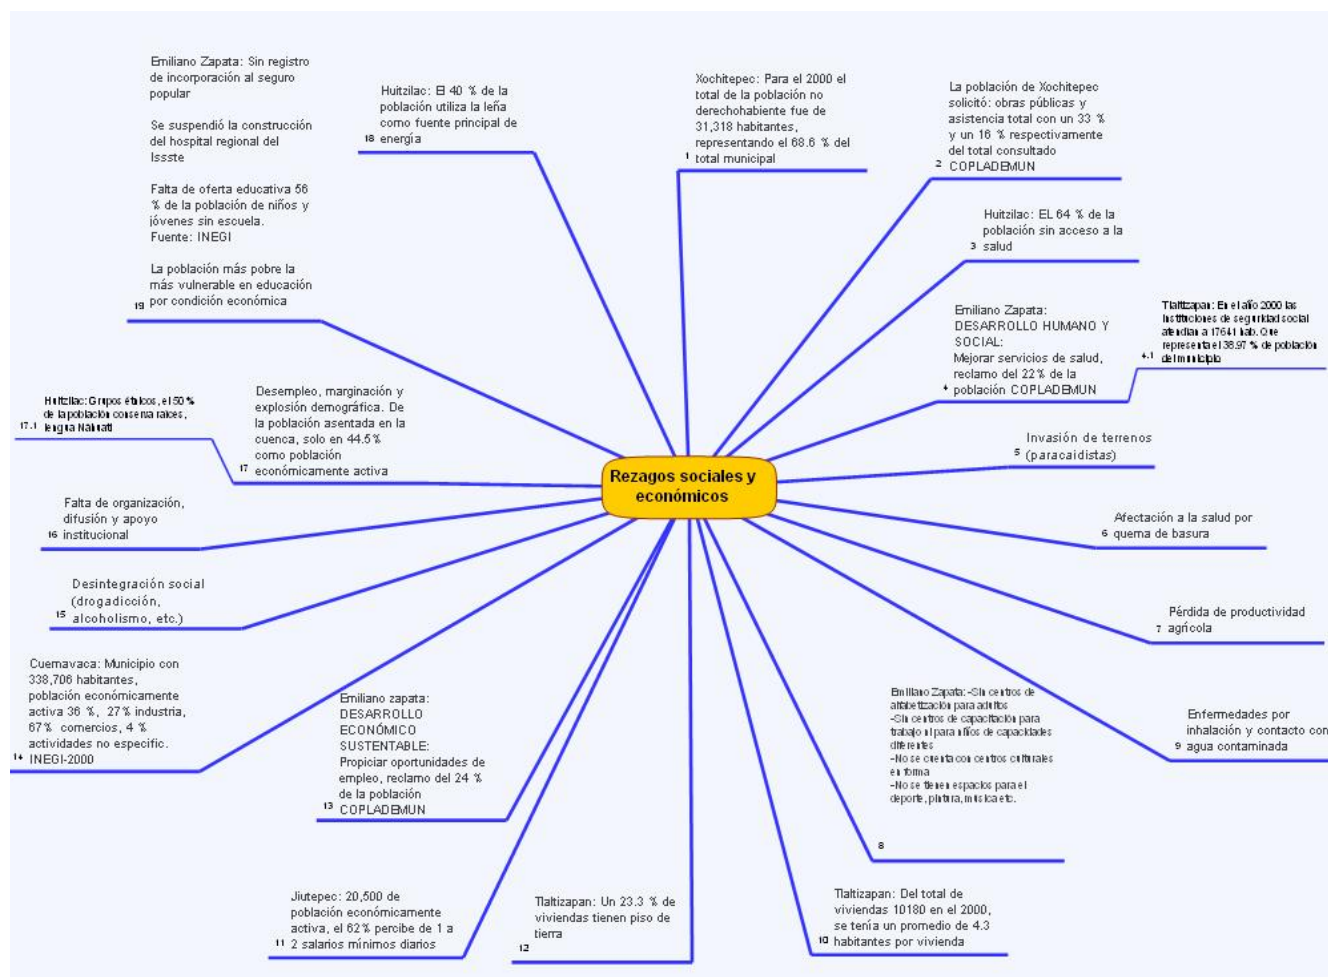 Rezagos sociales y
económicos
Xochitepec: Para el 2000 el
total de la población no
derechohabiente fue de
31,318 habitantes,
representando el 68.6 % del
1 total municipal
La población de Xochitepec
solicitó: obras públicas y
asistencia total con un 33 %
y un 16 % respectivamente
del total consultado
2 COPLADEMUN
Huitzilac: EL 64 % de la
población sin acceso a la
3 salud
Emiliano Zapata:
DESARROLLO HUMANO Y
SOCIAL:
Mejorar servicios de salud,
reclamo del 22% de la
4 población COPLADEMUN
Tlaltizapan: En el año 2000 las
Instituciones de seguridad social
atendian a 17641 hab. Que
representa el 38.97 % de población
4.1 del municipio
Invasión de terrenos
5 (paracaidistas)
Afectación a la salud por
6 quema de basura
Pérdida de productividad
7 agrícola
Emiliano Zapata: -Sin centros de
alfabetización para adultos
-Sin centros de capacitación para
trabajo ni para niños de capacidades
diferentes
-No se cuenta con centros culturales
en forma
-No se tienen espacios para el
deporte, pintura, música etc.
8
Enfermedades por
inhalación y contacto con
9 agua contaminada
Tlaltizapan: Del total de
viviendas 10180 en el 2000,
se tenía un promedio de 4.3
10 habitantes por vivienda
Jiutepec: 20,500 de
población económicamente
activa, el 62% percibe de 1 a
11 2 salarios mínimos diarios
Tlaltizapan: Un 23.3 % de
viviendas tienen piso de
tierra
12
Emiliano zapata:
DESARROLLO
ECONÓMICO
SUSTENTABLE:
Propiciar oportunidades de
empleo, reclamo del 24 %
de la población
13 COPLADEMUN
Cuernavaca: Municipio con
338,706 habitantes,
población económicamente
activa 36 %, 27% industria,
67% comercios, 4 %
actividades no especific.
14 INEGI-2000
Desintegración social
(drogadicción,
15 alcoholismo, etc.)
Falta de organización,
difusión y apoyo
16 institucional
Desempleo, marginación y
explosión demográfica. De
la población asentada en la
cuenca, solo en 44.5%
como población
17 económicamente activa
Huitzilac: Grupos étnicos, el 50 %
de la población conserva raíces,
17.1 lengua Náhuatl
Huitzilac: El 40 % de la
población utiliza la leña
como fuente principal de
18 energía
Emiliano Zapata: Sin registro
de incorporación al seguro
popular
Se suspendió la construcción
del hospital regional del
Issste
Falta de oferta educativa 56
% de la población de niños y
jóvenes sin escuela.
Fuente: INEGI
La población más pobre la
más vulnerable en educación
19 por condición económica